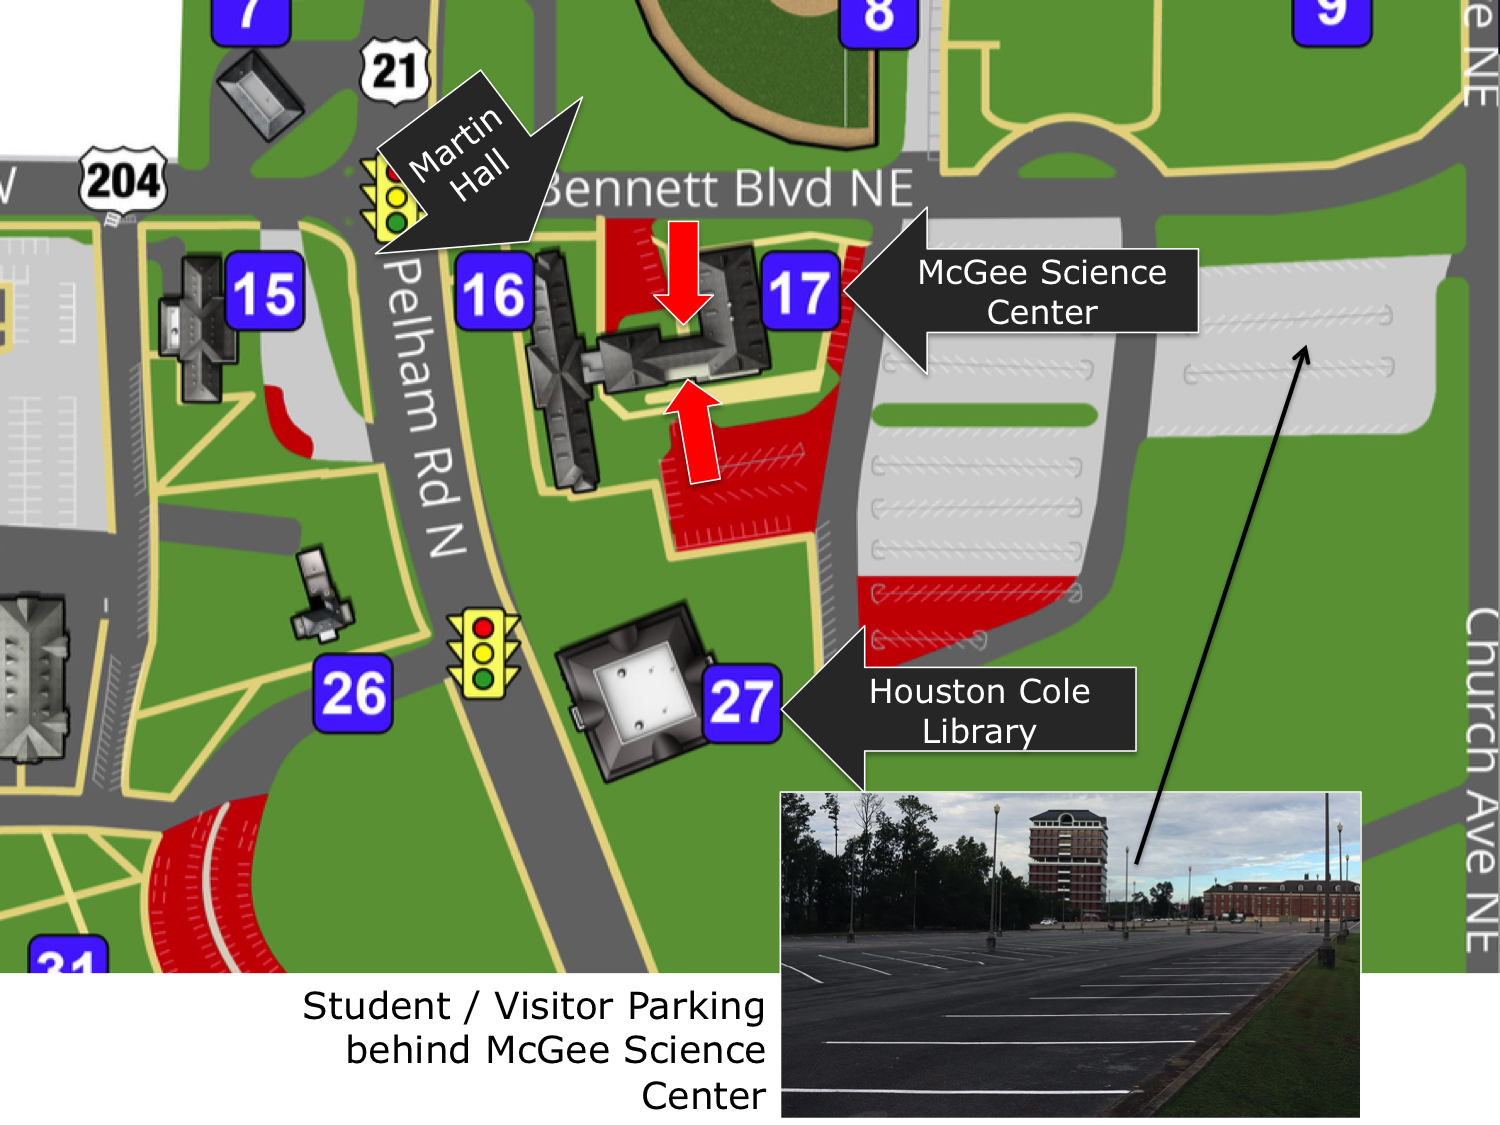 7
8
9
21
Martin
Hall
204
W
Bennett Blvd NE
NE
15
16
17
McGee Science
Center
Pelham Rd N
26
27
Houston Cole
Library
Church Ave NE
31
Student / Visitor Parking
behind McGee Science
Center